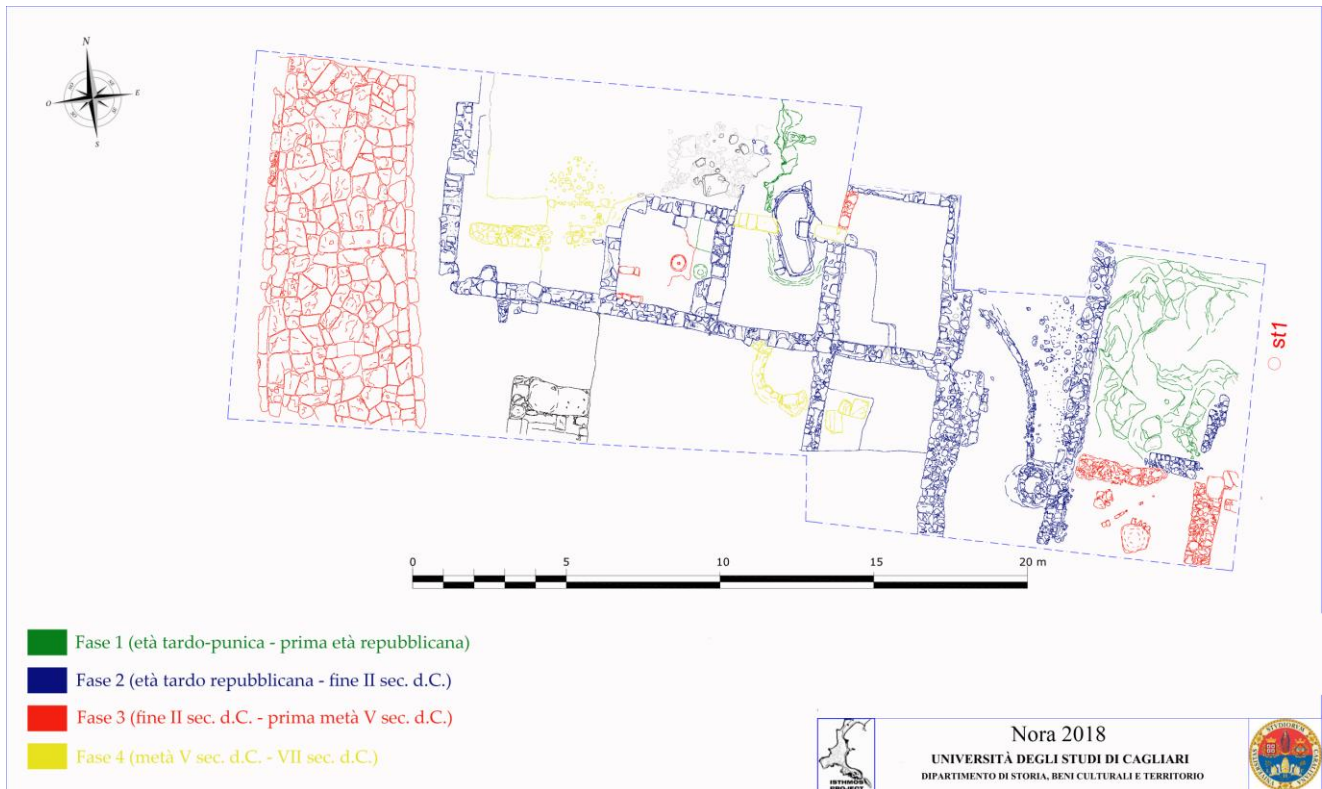 N
O
E
S
st1
0 5 10 15 20 m
Fase 1 (età tardo-punica - prima età repubblicana)
Fase 2 (età tardo repubblicana - fine II sec. d.C.)
Fase 3 (fine II sec. d.C. - prima metà V sec. d.C.)
Fase 4 (metà V sec. d.C. - VII sec. d.C.)
ISTHMOS
PROJECT
Nora 2018
UNIVERSITÀ DEGLI STUDI DI CAGLIARI
DIPARTIMENTO DI STORIA, BENI CULTURALI E TERRITORIO